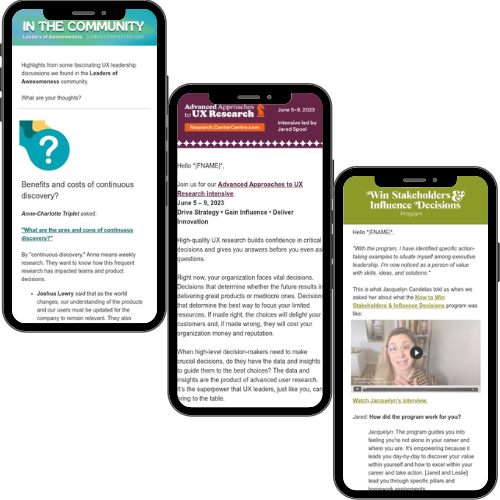 IN THE COMMUNITY
Leaders of Awesomeness leaders.centercentre.com
Highlights from some fascinating UX leadership
discussions we found in the Leaders of
Awesomeness community.
What are your thoughts?
?
Benefits and costs of continuous
discovery?
Anne-Charlotte Triplet asked:
"What are the pros and cons of continuous
discovery?"
By "continuous discovery," Anne means weekly
research. They want to know how this frequent
research has impacted teams and product
decisions.
• Joshua Lowry said that as the world
changes, our understanding of the products
and our users must be updated for the
company to remain relevant. They also
Advanced Approaches
to UX Research
June 5–9, 2023
Research.CenterCentre.com
Intensive led by
Jared Spool
Hello *|FNAME|*,
Join us for our Advanced Approaches to UX
Research intensive.
June 5 – 9, 2023
Drive Strategy • Gain Influence • Deliver
Innovation
High-quality UX research builds confidence in critical
decisions and gives you answers before you even as
questions.
Right now, your organization faces vital decisions.
Decisions that determine whether the future results in
delivering great products or mediocre ones. Decision
that determine the best way to focus your limited
resources. If made right, the choices will delight your
customers and, if made wrong, they will cost your
organization money and reputation.
When high-level decision-makers need to make
crucial decisions, do they have the data and insights
to guide them to the best choices? The data and
insights are the product of advanced user research.
It's the superpower that UX leaders, just like you, can
bring to the table.
Win Stakeholders &
Influence Decisions
Program
Hello *|FNAME|*,
"With the program, I have identified specific action-
taking examples to situate myself among executive
leadership. I'm now noticed as a person of value
with skills, ideas, and solutions."
This is what Jacquelyn Candelas told us when we
asked her about what the How to Win
Stakeholders & Influence Decisions program was
like:
Watch Jacquelyn's interview.
Jared: How did the program work for you?
Jacquelyn: The program guides you into
feeling you're not alone in your career and
where you are. It's empowering because it
leads you day-by-day to discover your value
within yourself and how to excel within your
career and take action. [Jared and Leslie]
lead you through specific pillars and
homework assignments